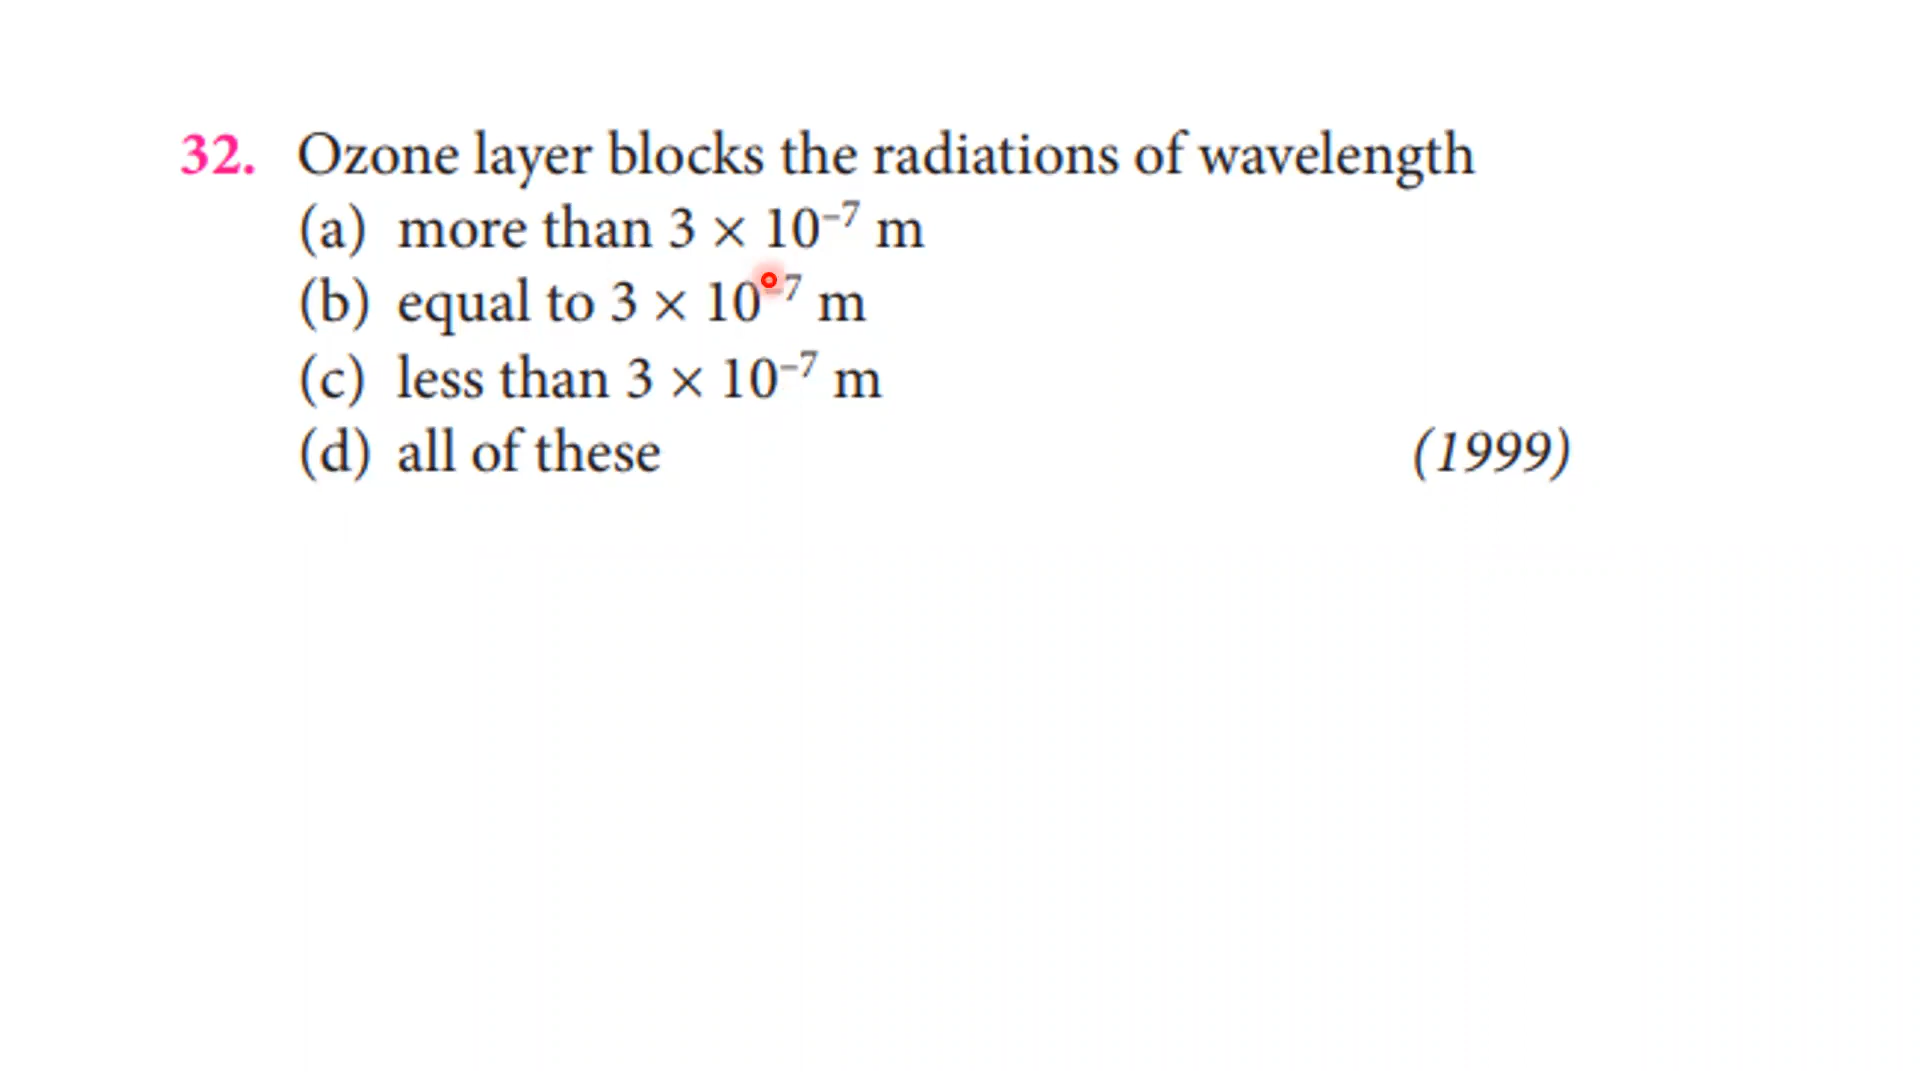 32. Ozone layer blocks the radiations of wavelength
(a) more than 3 × 10⁻⁷ m
(b) equal to 3 × 10⁻⁷ m
(c) less than 3 × 10⁻⁷ m
(d) all of these (1999)